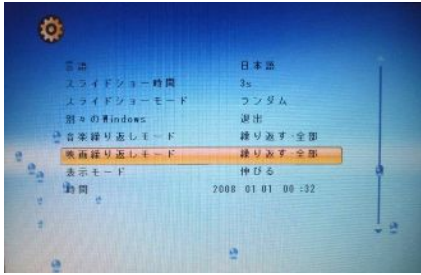 言語 日本語
スライドショー時間 3s
スライドショーモード ランダム
別々のWindows 退出
音楽繰り返しモード 繰り返す·全部
映画繰り返しモード 繰り返す·全部
表示モード 伸びる
時間 2008 01 01 00:32